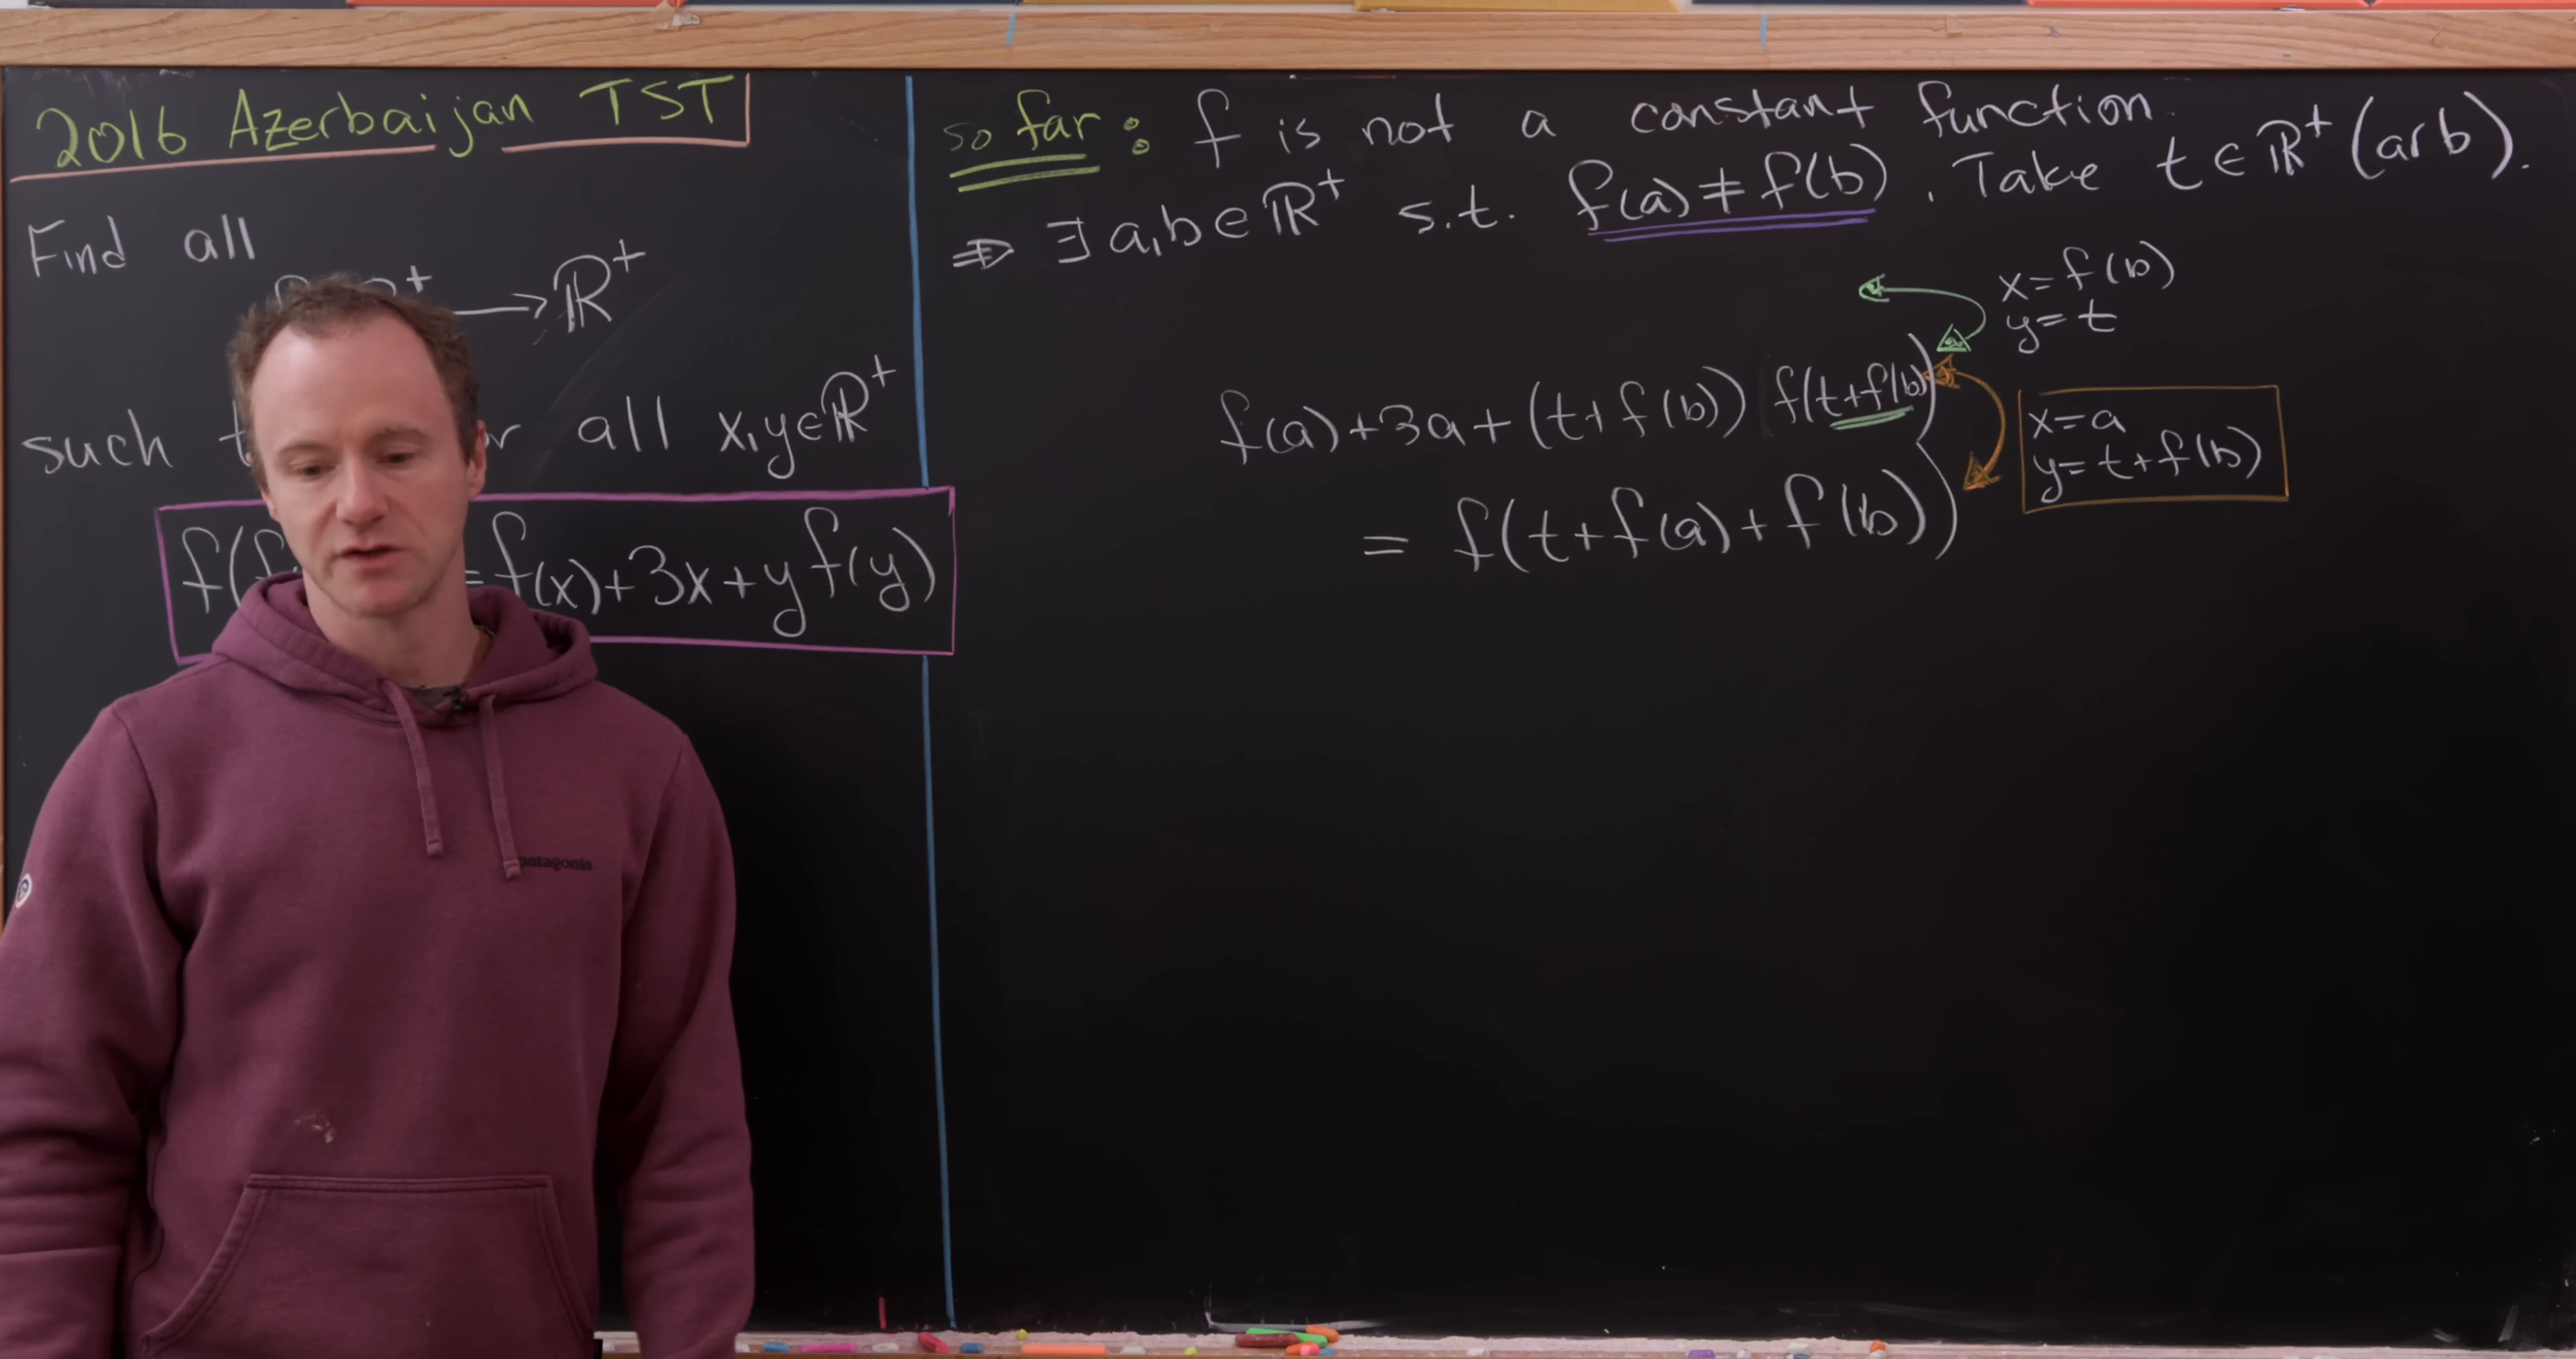 2016 Azerbaijan TST
Find all
+ → ℝ⁺
such t r all x,y∈ℝ⁺
f(f =f(x)+3x+yf(y)
so far: f is not a constant function.
⇒ ∃ a,b∈ℝ⁺ s.t. f(a)≠f(b). Take t∈ℝ⁺(arb).
x=f(b)
y=t
f(a)+3a+(t+f(b)) f(t+f(b))
x=a
y=t+f(b)
= f(t+f(a)+f(b))
patagonia